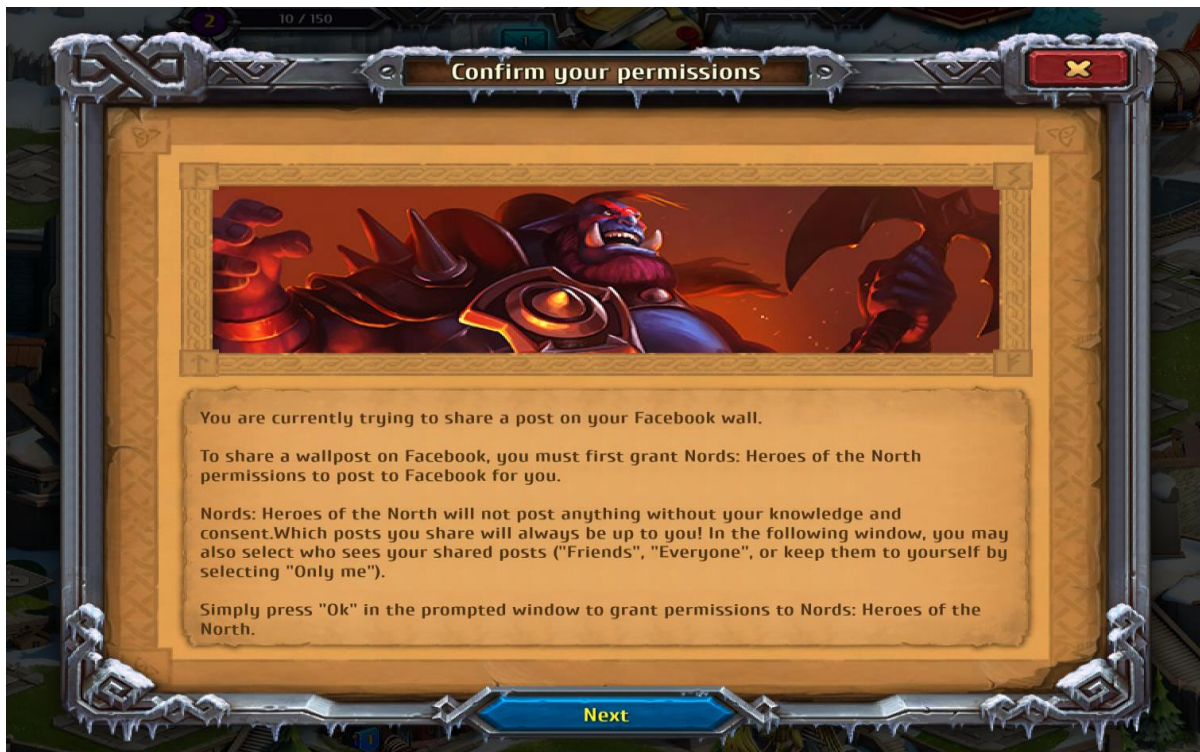 2
10 / 150
1
Confirm your permissions
You are currently trying to share a post on your Facebook wall.
To share a wallpost on Facebook, you must first grant Nords: Heroes of the North
permissions to post to Facebook for you.
Nords: Heroes of the North will not post anything without your knowledge and
consent.Which posts you share will always be up to you! In the following window, you may
also select who sees your shared posts ("Friends", "Everyone", or keep them to yourself by
selecting "Only me").
Simply press "Ok" in the prompted window to grant permissions to Nords: Heroes of the
North.
Next
1